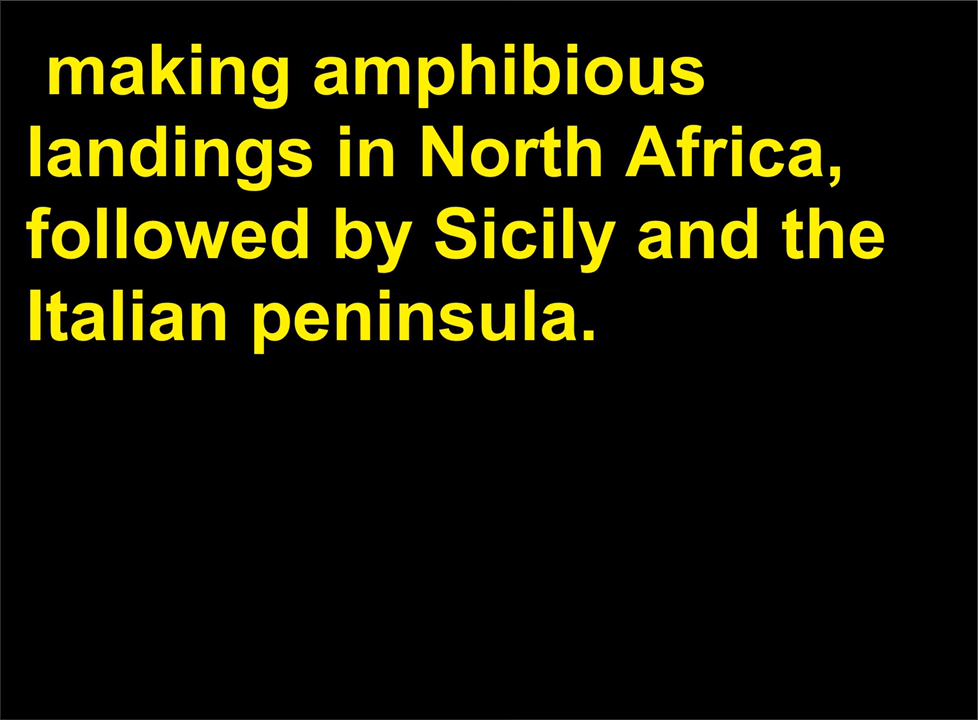 making amphibious
landings in North Africa,
followed by Sicily and the
Italian peninsula.